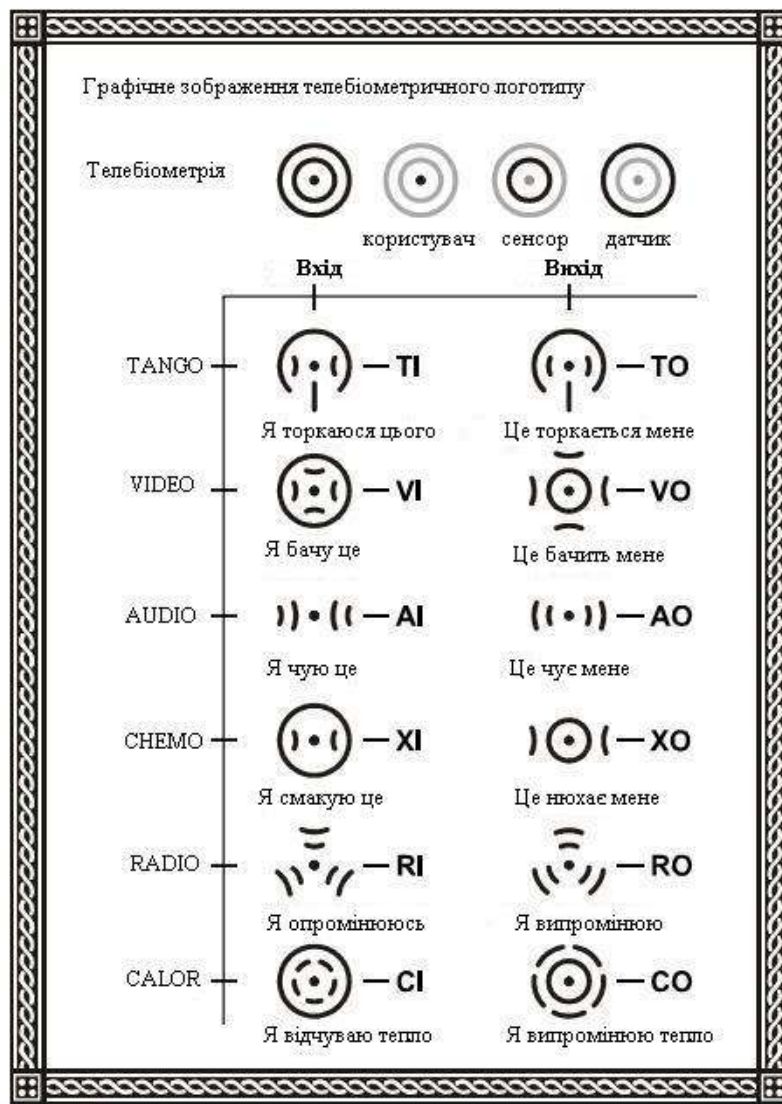 Графічне зображення телебіометричного логотипу
Телебіометрія
користувач сенсор датчик
Вхід Вихід
TANGO TI TO
Я торкаюся цього Це торкається мене
VIDEO VI VO
Я бачу це Це бачить мене
AUDIO AI AO
Я чую це Це чує мене
CHEMO XI XO
Я смакую це Це нюхає мене
RADIO RI RO
Я опромінююсь Я випромінюю
CALOR CI CO
Я відчуваю тепло Я випромінюю тепло